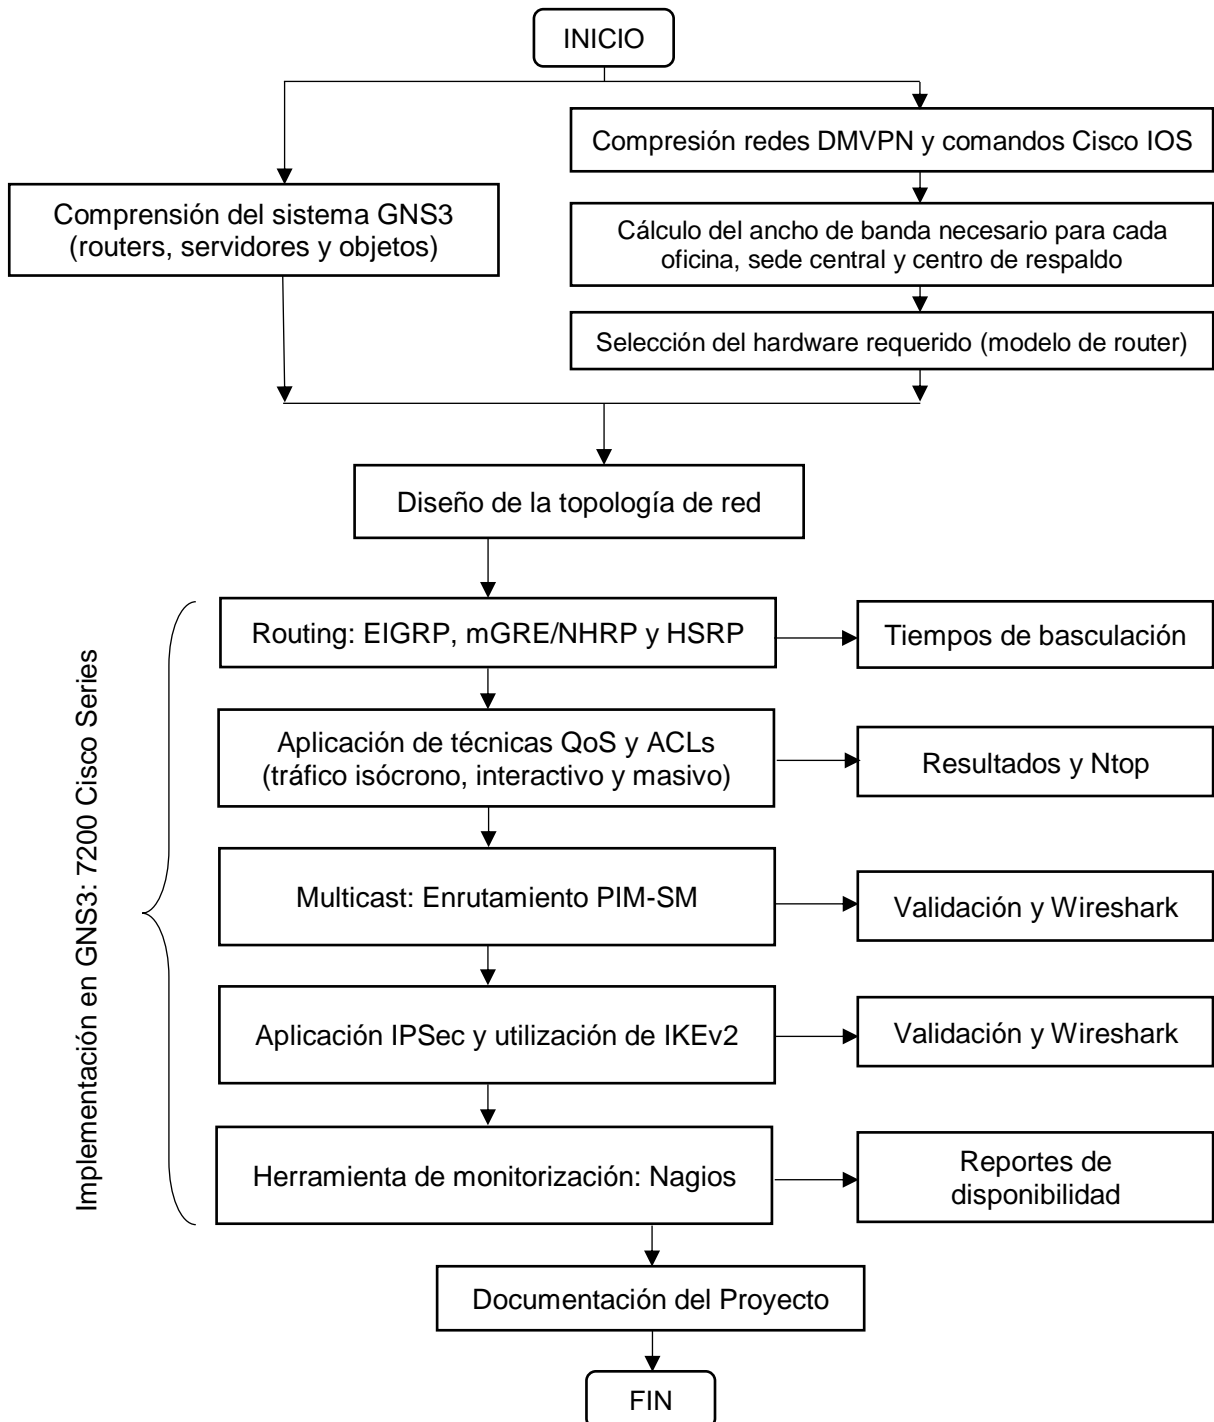 INICIO
Compresión redes DMVPN y comandos Cisco IOS
Comprensión del sistema GNS3
(routers, servidores y objetos)
Cálculo del ancho de banda necesario para cada
oficina, sede central y centro de respaldo
Selección del hardware requerido (modelo de router)
Diseño de la topología de red
Implementación en GNS3: 7200 Cisco Series
Routing: EIGRP, mGRE/NHRP y HSRP
Tiempos de basculación
Aplicación de técnicas QoS y ACLs
(tráfico isócrono, interactivo y masivo)
Resultados y Ntop
Multicast: Enrutamiento PIM-SM
Validación y Wireshark
Aplicación IPSec y utilización de IKEv2
Validación y Wireshark
Herramienta de monitorización: Nagios
Reportes de
disponibilidad
Documentación del Proyecto
FIN